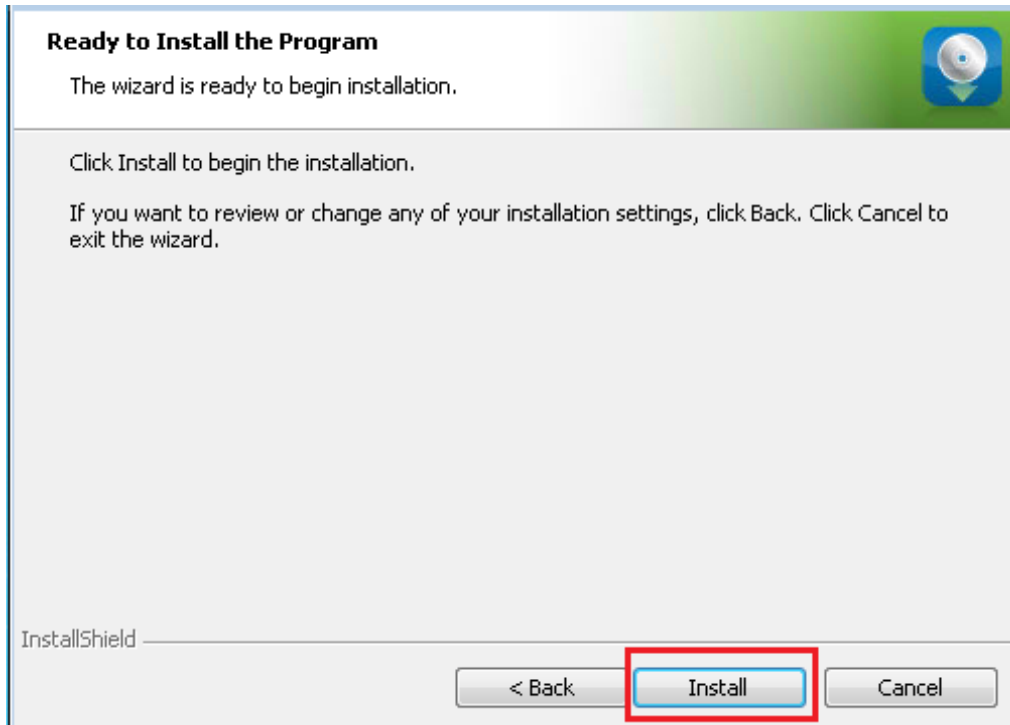 Ready to Install the Program
The wizard is ready to begin installation.
Click Install to begin the installation.
If you want to review or change any of your installation settings, click Back. Click Cancel to
exit the wizard.
InstallShield
< Back
Install
Cancel